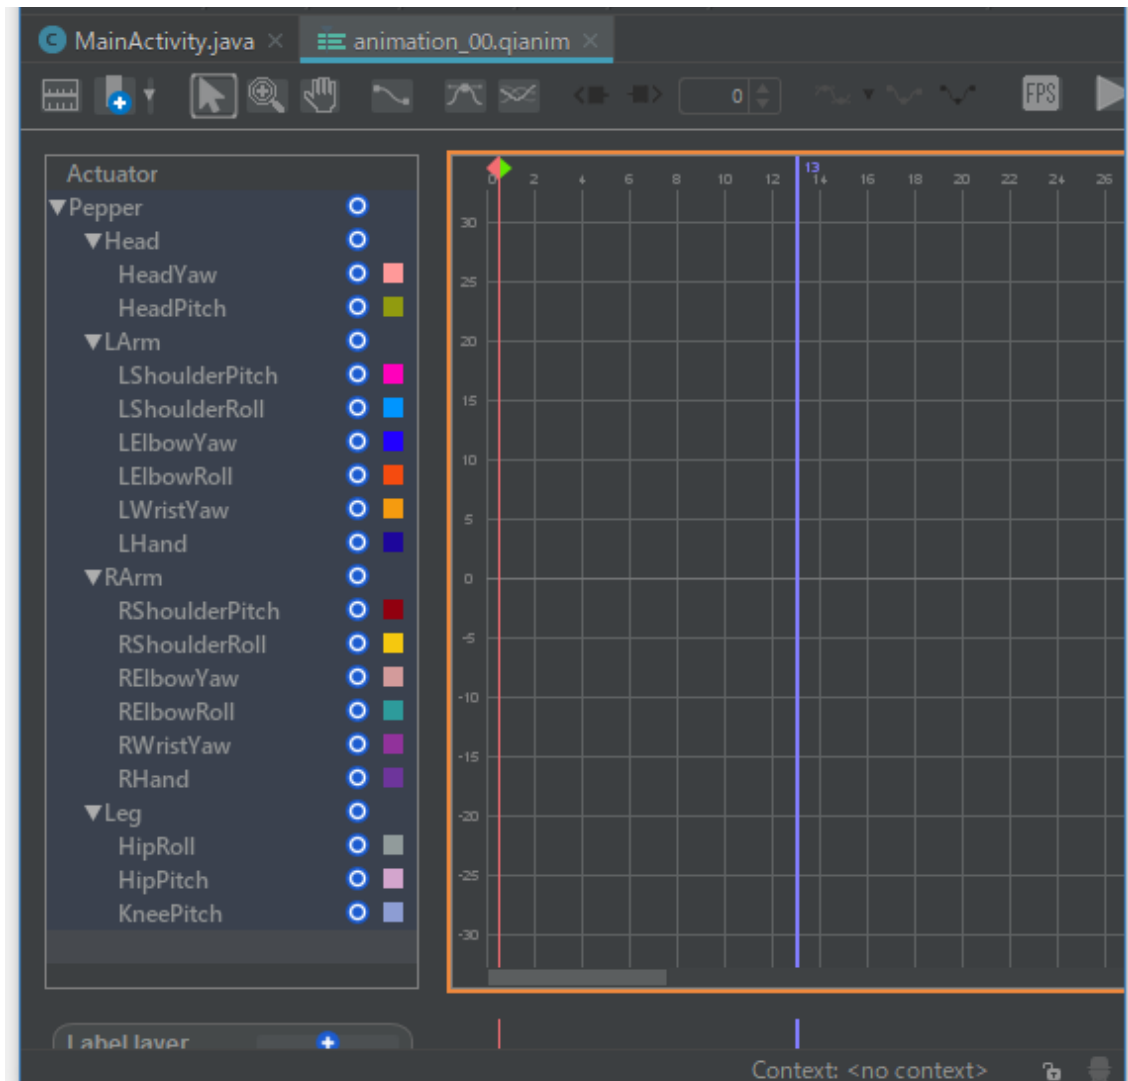 MainActivity.java
animation_00.qianim
0
FPS
Actuator
Pepper
Head
HeadYaw
HeadPitch
LArm
LShoulderPitch
LShoulderRoll
LElbowYaw
LElbowRoll
LWristYaw
LHand
RArm
RShoulderPitch
RShoulderRoll
RElbowYaw
RElbowRoll
RWristYaw
RHand
Leg
HipRoll
HipPitch
KneePitch
13
0 2 4 6 8 10 12 14 16 18 20 22 24 26
30
25
20
15
10
5
0
-5
-10
-15
-20
-25
-30
Label layer
Context: <no context>